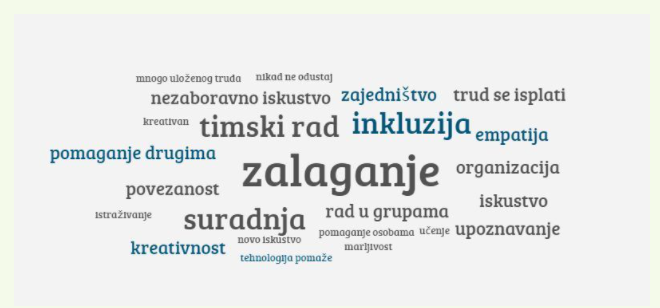 mnogo uloženog truda nikad ne odustaj
nezaboravno iskustvo zajedništvo trud se isplati
kreativan timski rad inkluzija empatija
pomaganje drugima zalaganje organizacija
povezanost iskustvo
istraživanje suradnja rad u grupama
pomaganje osobama učenje upoznavanje
kreativnost novo iskustvo marljivost
tehnologija pomaže